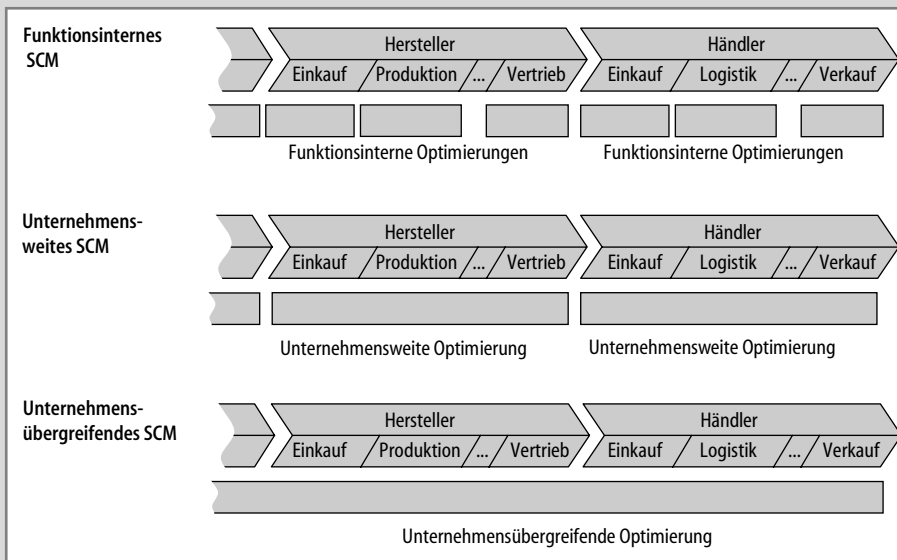 Funktionsinternes
SCM
Hersteller
Händler
Einkauf Produktion ... Vertrieb
Einkauf Logistik ... Verkauf
Funktionsinterne Optimierungen
Funktionsinterne Optimierungen
Unternehmens-
weites SCM
Hersteller
Händler
Einkauf Produktion ... Vertrieb
Einkauf Logistik ... Verkauf
Unternehmensweite Optimierung
Unternehmensweite Optimierung
Unternehmens-
übergreifendes SCM
Hersteller
Händler
Einkauf Produktion ... Vertrieb
Einkauf Logistik ... Verkauf
Unternehmensübergreifende Optimierung